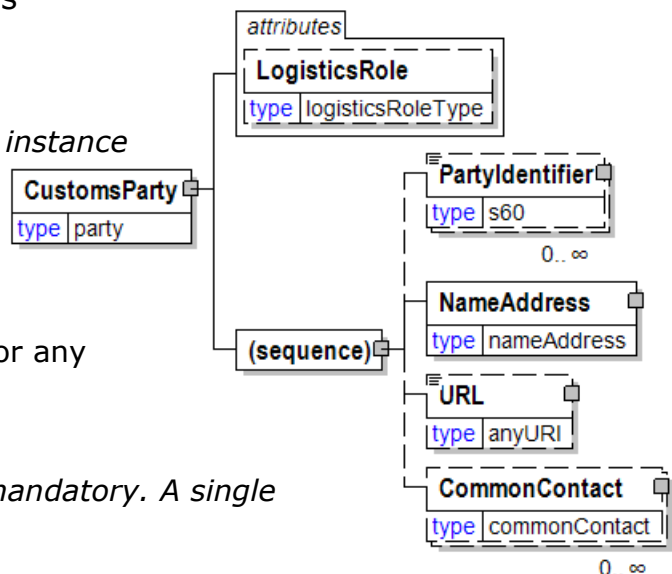 s
attributes
LogisticsRole
type logisticsRoleType
instance
CustomsParty
type party
PartyIdentifier
type s60
0.. ∞
NameAddress
type nameAddress
(sequence)
or any
URL
type anyURI
mandatory. A single
CommonContact
type commonContact
0.. ∞